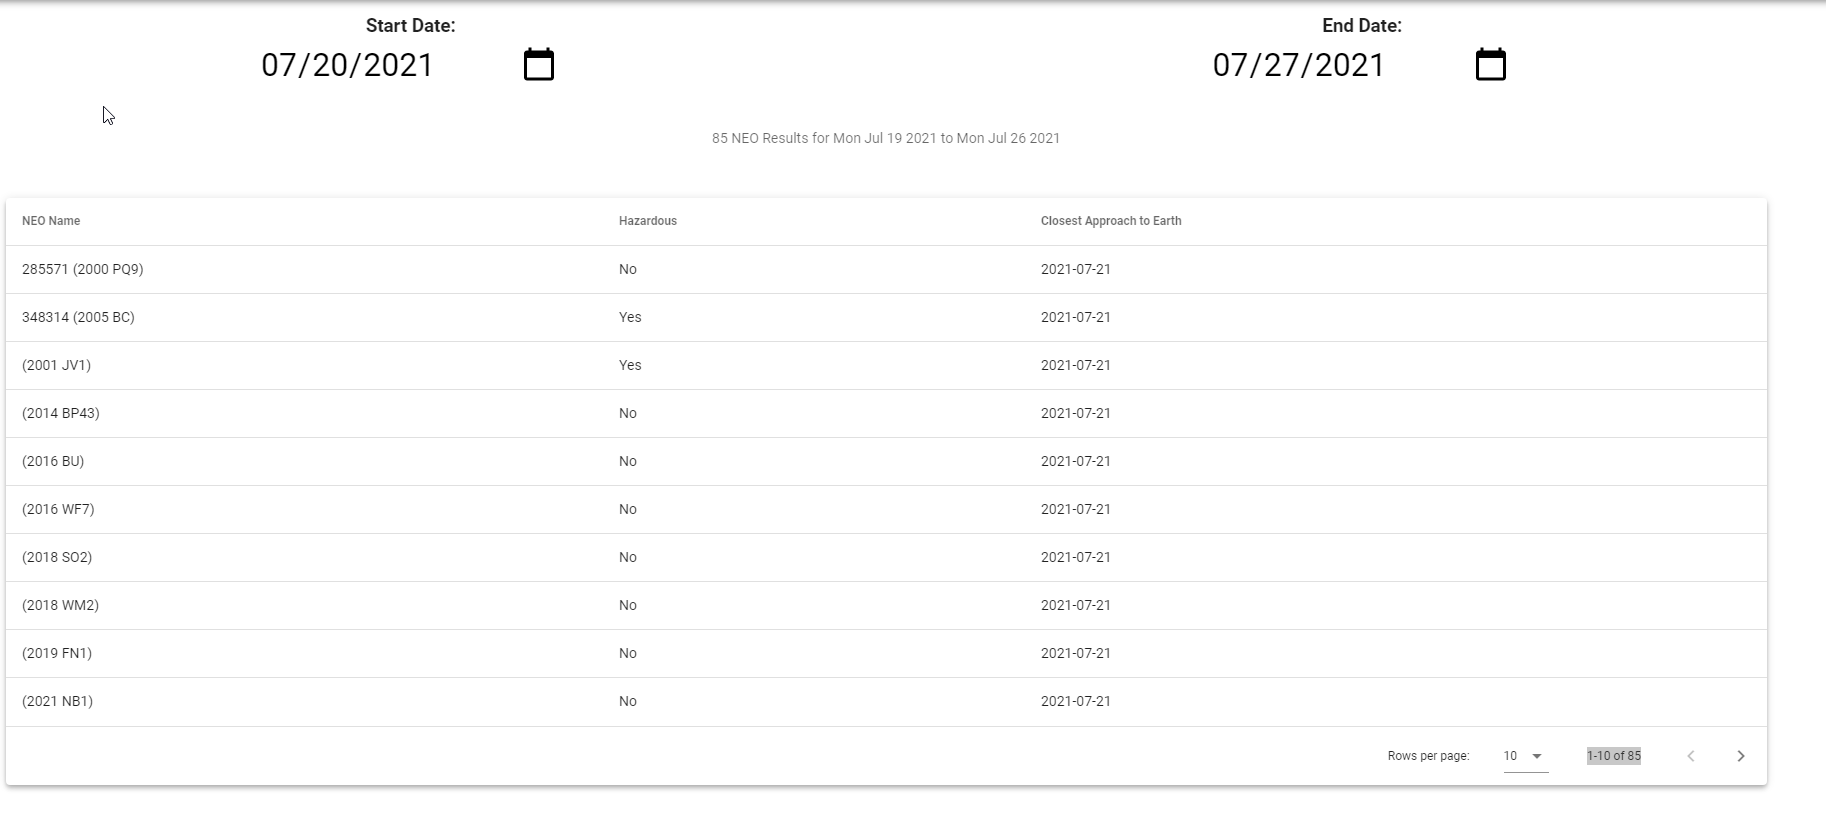 Start Date: End Date:
07/20/2021 07/27/2021
85 NEO Results for Mon Jul 19 2021 to Mon Jul 26 2021
NEO Name Hazardous Closest Approach to Earth
285571 (2000 PQ9) No 2021-07-21
348314 (2005 BC) Yes 2021-07-21
(2001 JV1) Yes 2021-07-21
(2014 BP43) No 2021-07-21
(2016 BU) No 2021-07-21
(2016 WF7) No 2021-07-21
(2018 SO2) No 2021-07-21
(2018 WM2) No 2021-07-21
(2019 FN1) No 2021-07-21
(2021 NB1) No 2021-07-21
Rows per page: 10 1-10 of 85